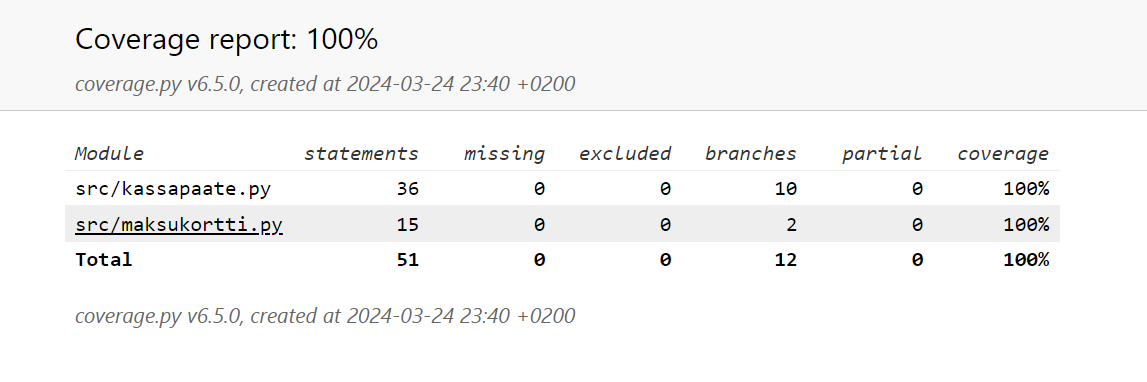 Coverage report: 100%
coverage.py v6.5.0, created at 2024-03-24 23:40 +0200
Module statements missing excluded branches partial coverage
src/kassapaate.py 36 0 0 10 0 100%
src/maksukortti.py 15 0 0 2 0 100%
Total 51 0 0 12 0 100%
coverage.py v6.5.0, created at 2024-03-24 23:40 +0200